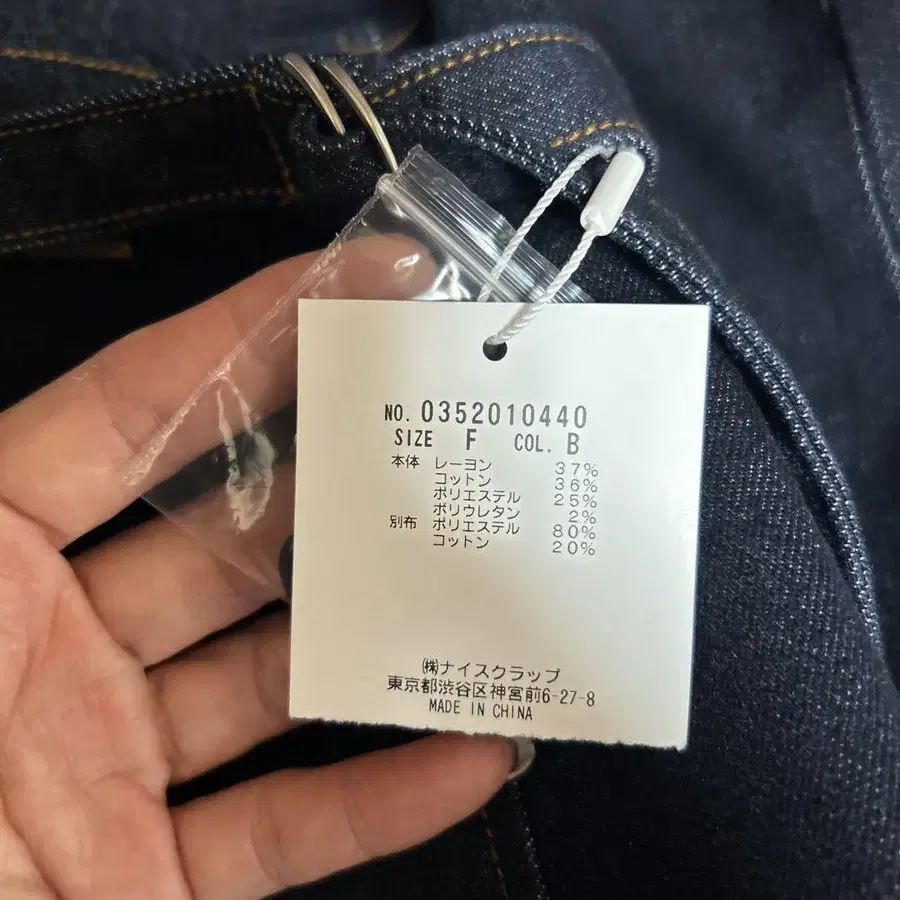 NO. 0352010440
SIZE F COL. B
本体 レーヨン 37%
コットン 36%
ポリエステル 25%
ポリウレタン 2%
別布 ポリエステル 80%
コットン 20%
㈱ナイスクラップ
東京都渋谷区神宮前6-27-8
MADE IN CHINA